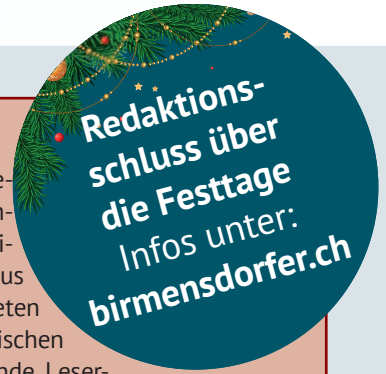 Redaktions-
schluss über
die Festtage
Infos unter:
birmensdorfer.ch